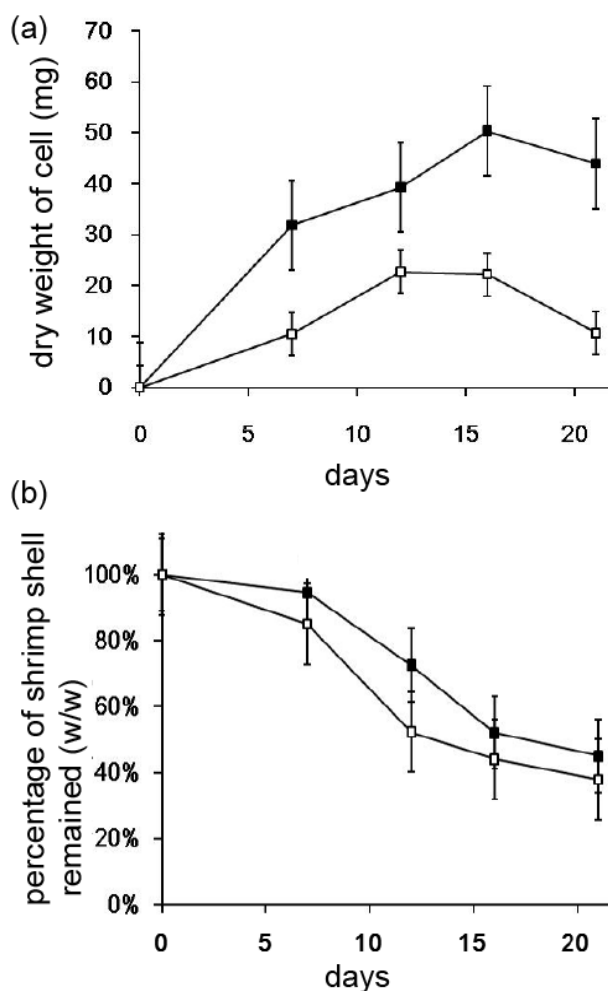 (a)
dry weight of cell (mg)
70
60
50
40
30
20
10
0
0 5 10 15 20
days
(b)
percentage of shrimp shell
remained (w/w)
100%
80%
60%
40%
20%
0%
0 5 10 15 20
days